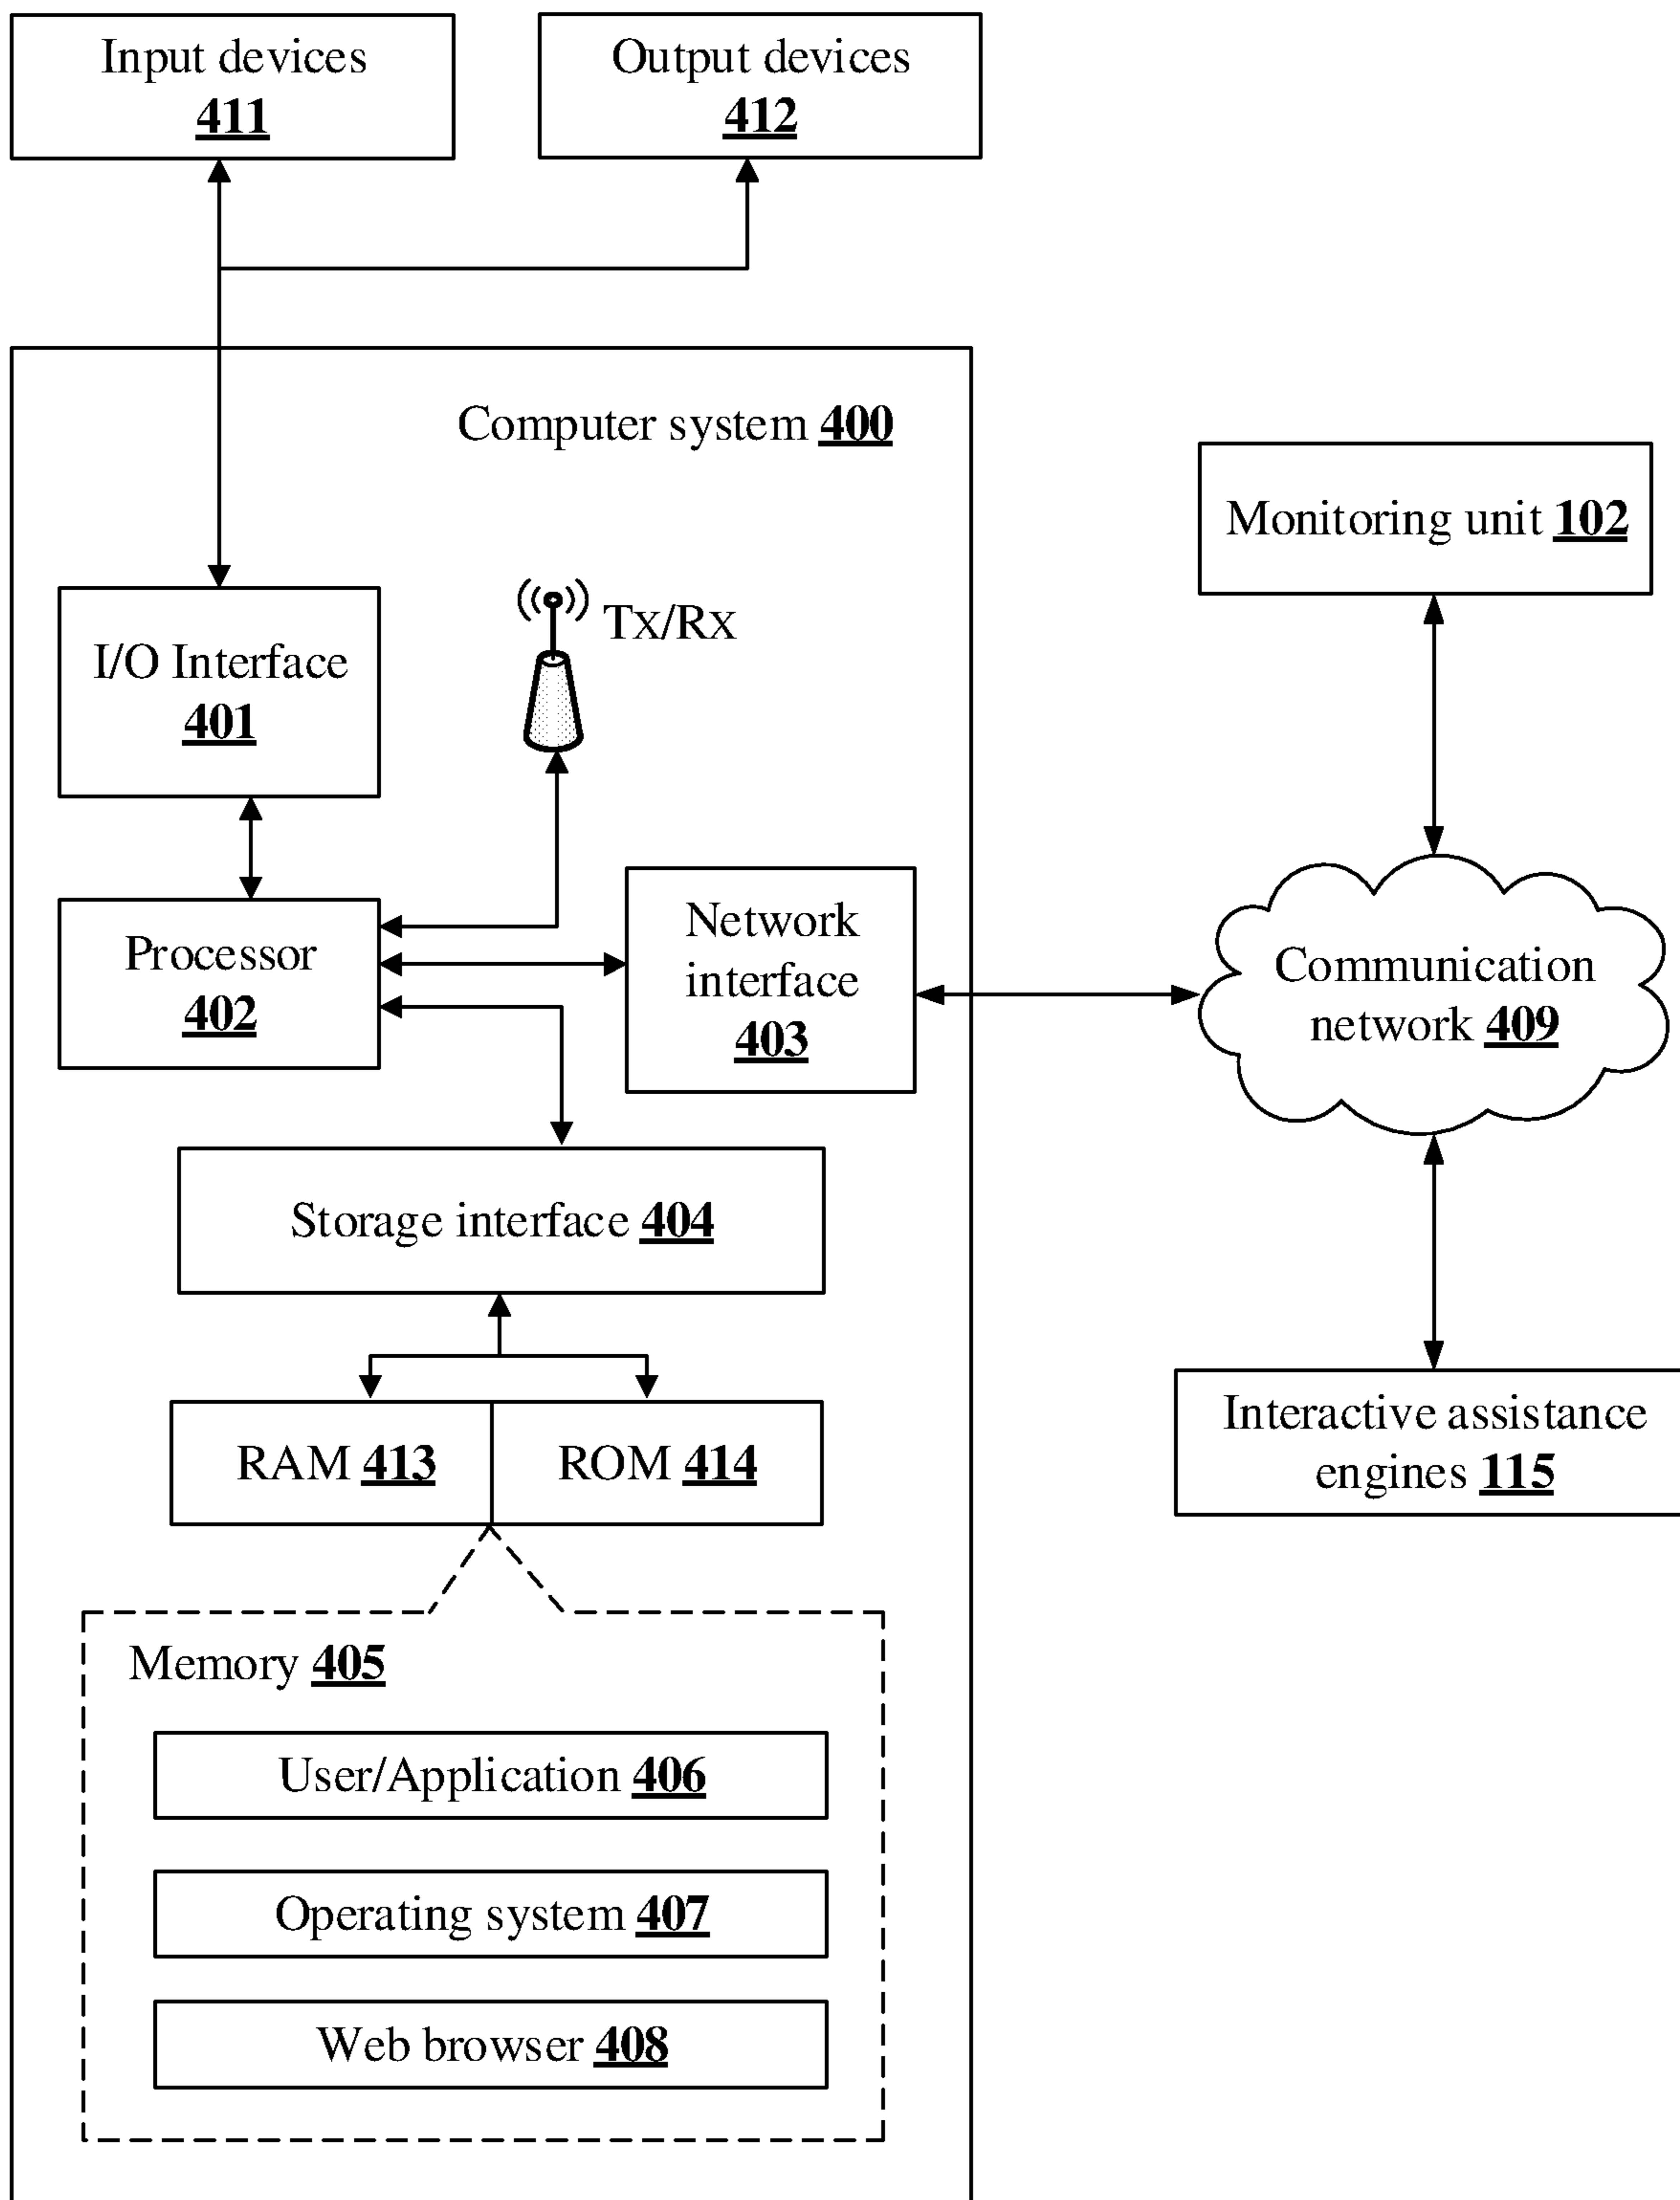 Input devices
411
Output devices
412
Computer system 400
I/O Interface
401
Tx/Rx
Processor
402
Network
interface
403
Storage interface 404
RAM 413
ROM 414
Memory 405
User/Application 406
Operating system 407
Web browser 408
Monitoring unit 102
Communication
network 409
Interactive assistance
engines 115